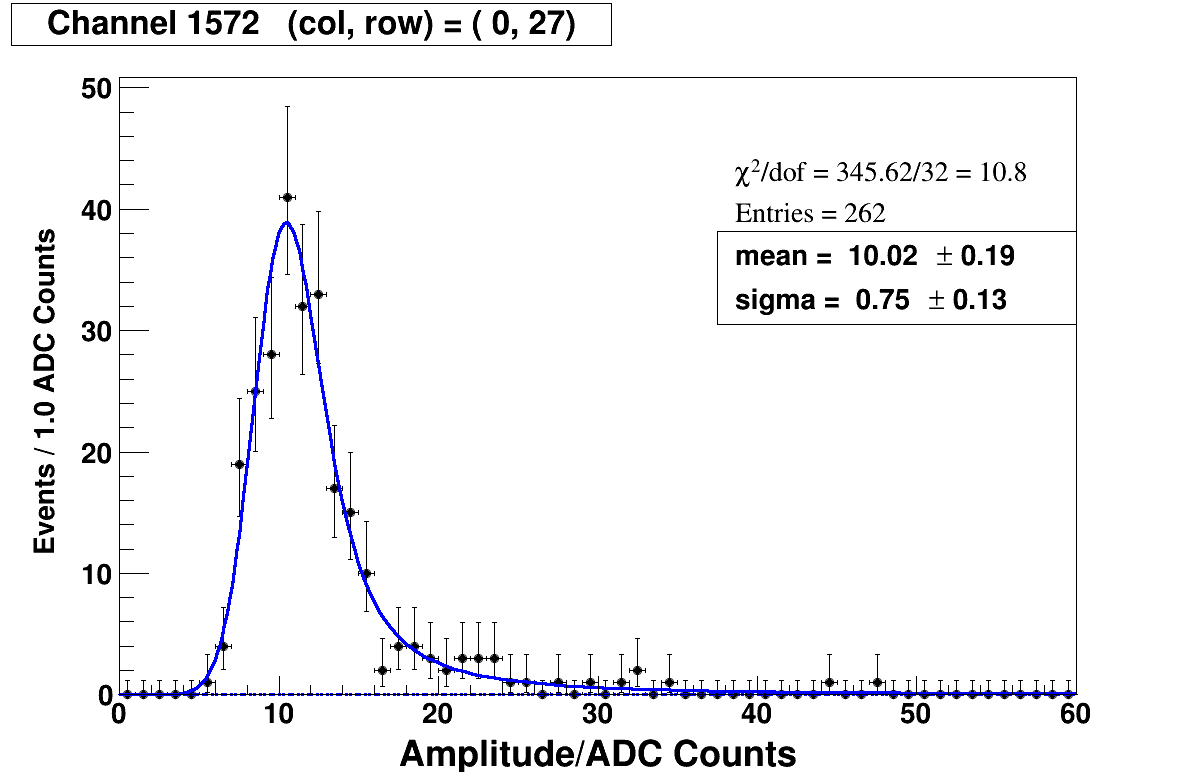 Channel 1572 (col, row) = ( 0, 27)
50
40
30
20
10
0
Events / 1.0 ADC Counts
χ²/dof = 345.62/32 = 10.8
Entries = 262
mean = 10.02 ± 0.19
sigma = 0.75 ± 0.13
0 10 20 30 40 50 60
Amplitude/ADC Counts